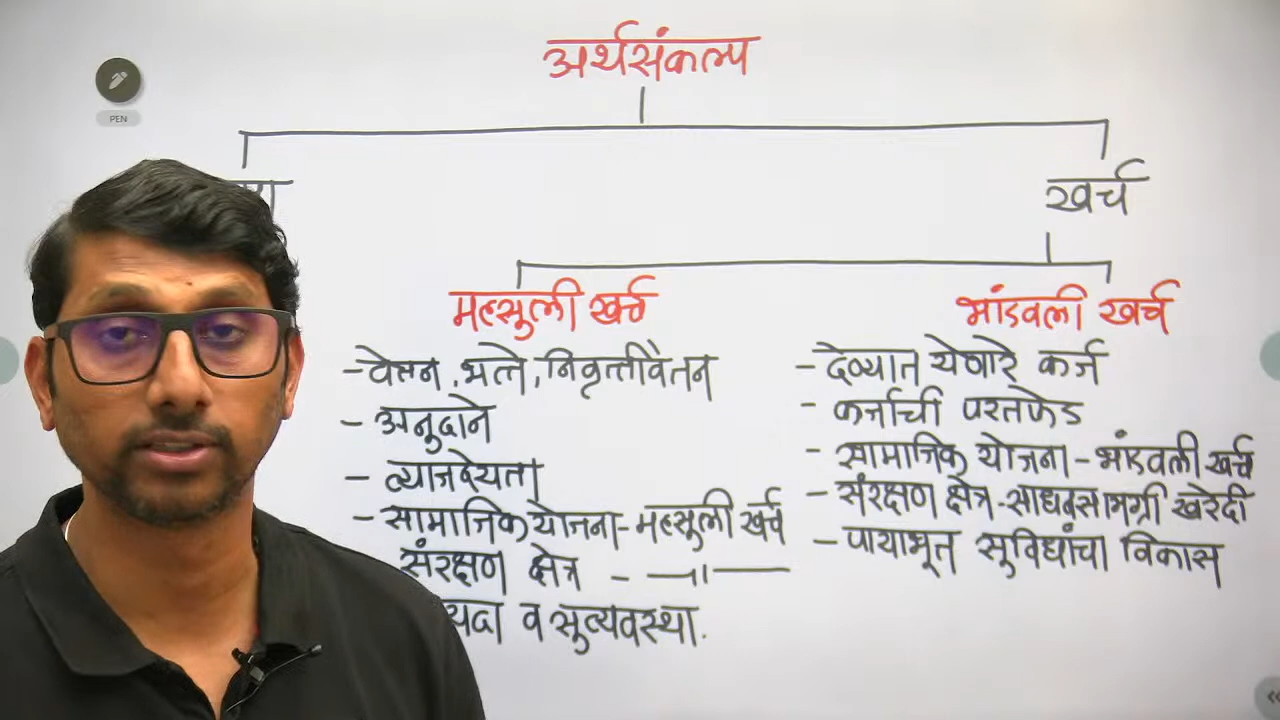 अर्थसंकल्प
PEN
खर्च
महसुली खर्च
भांडवली खर्च
-वेतन, भत्ते, निवृत्तीवेतन
- अनुदाने
- व्याजदेयता
- सामाजिक योजना-महसुली खर्च
संरक्षण क्षेत्र - —〃—
व सुव्यवस्था.
- देण्यात येणारे कर्ज
- कर्जाची परतफेड
- सामाजिक योजना - भांडवली खर्च
- संरक्षण क्षेत्र-साधनसामग्री खरेदी
- पायाभूत सुविधांचा विकास